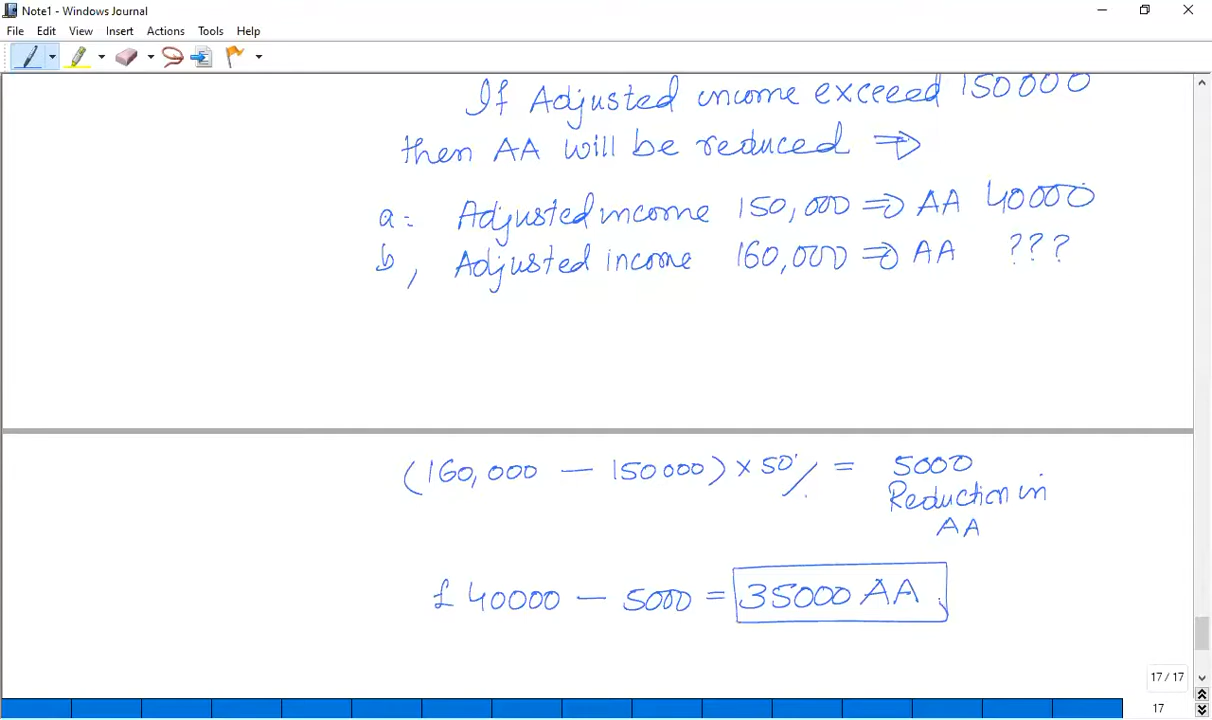 Note1 - Windows Journal
File Edit View Insert Actions Tools Help
If Adjusted income exceeed 150000
then AA will be reduced ⇒
a: Adjusted income 150,000 ⇒ AA 40000
b, Adjusted income 160,000 ⇒ AA ???
(160,000 — 150000) × 50% = 5000
Reduction in
AA
£ 40000 — 5000 = 35000 AA.
17 / 17
17